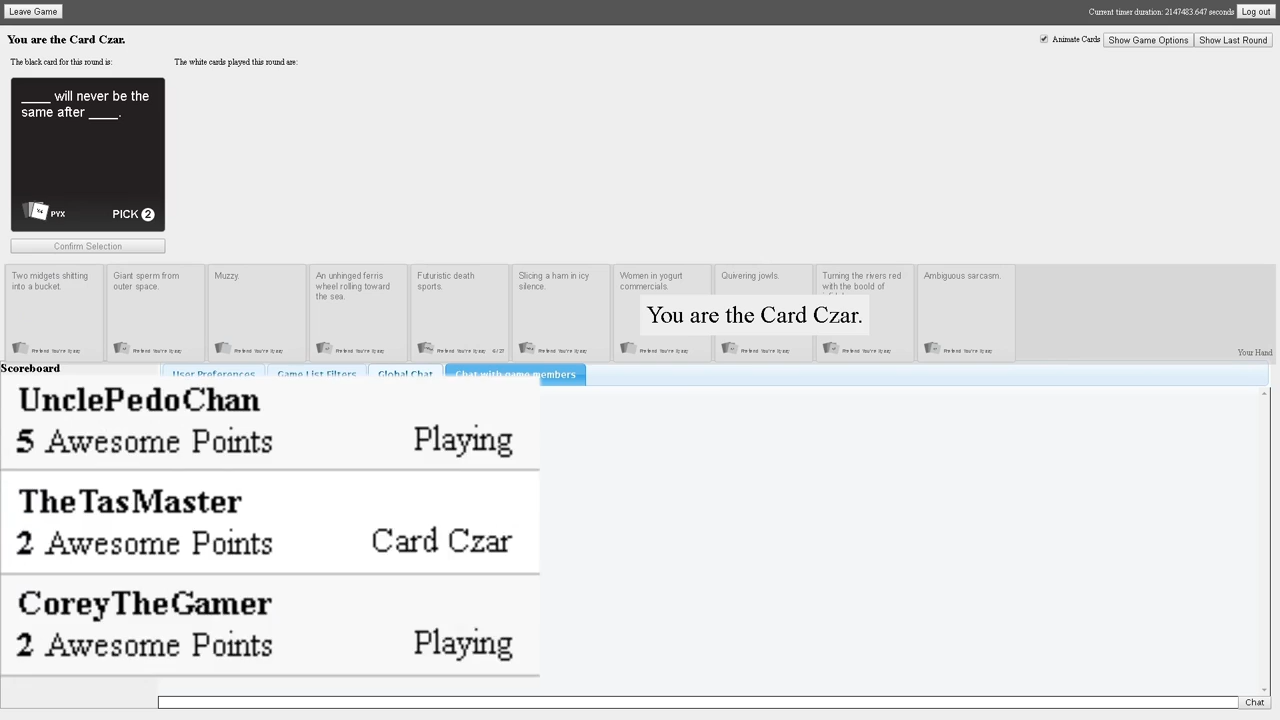 Leave Game
Current timer duration: 2147483.647 seconds
Log out
You are the Card Czar.
Animate Cards
Show Game Options
Show Last Round
The black card for this round is:
The white cards played this round are:
____ will never be the
same after ____.
PYX
PICK 2
Confirm Selection
Two midgets shitting
into a bucket.
Giant sperm from
outer space.
Muzzy.
An unhinged ferris
wheel rolling toward
the sea.
Futuristic death
sports.
Slicing a ham in icy
silence.
Women in yogurt
commercials.
Quivering jowls.
Turning the rivers red
with the boold of
Ambiguous sarcasm.
You are the Card Czar.
Your Hand
Scoreboard
User Preferences
Game List Filters
Global Chat
Chat with game members
UnclePedoChan
5 Awesome Points
Playing
TheTasMaster
2 Awesome Points
Card Czar
CoreyTheGamer
2 Awesome Points
Playing
Chat